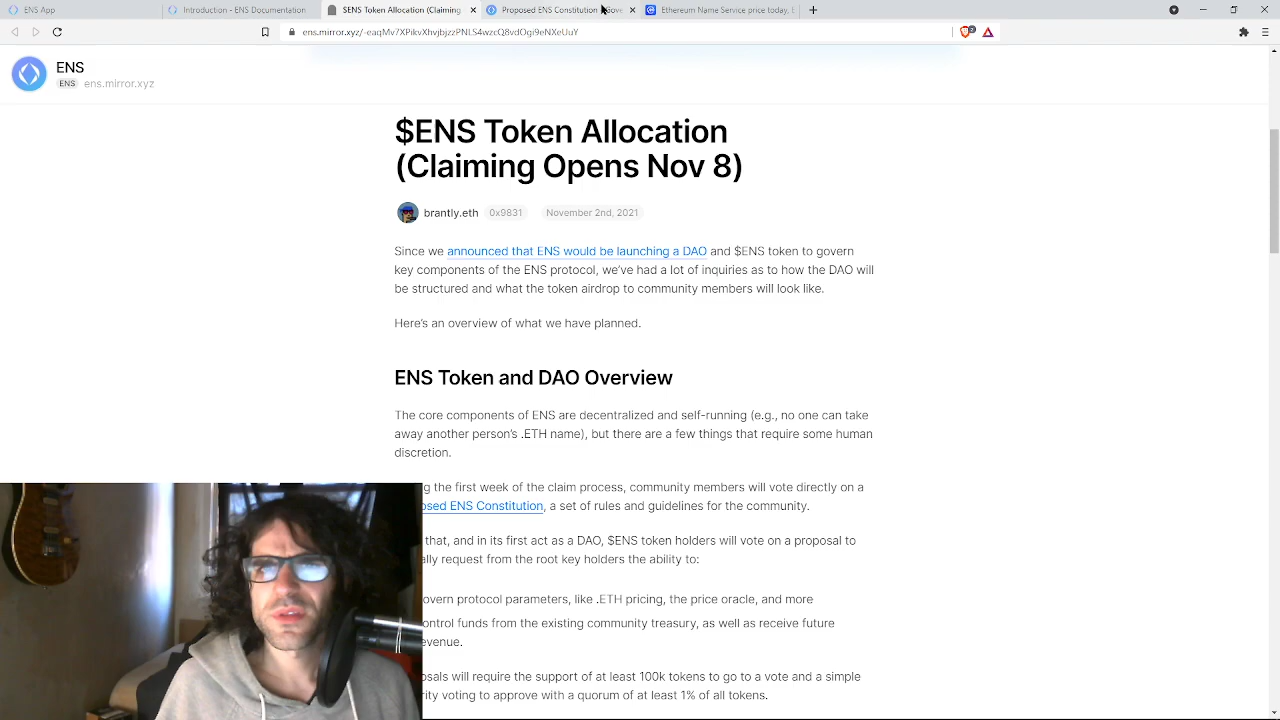 ENS App
Introduction - ENS Documentation
$ENS Token Allocation (Claiming
Proposed ENS Constitution
Ethereum Name Service price today, E
ens.mirror.xyz/-eaqMv7XPikvXhvjbjzzPNLS4wzcQ8vdOgi9eNXeUuY
ENS
ENS ens.mirror.xyz
$ENS Token Allocation
(Claiming Opens Nov 8)
brantly.eth 0x9831 November 2nd, 2021
Since we announced that ENS would be launching a DAO and $ENS token to govern
key components of the ENS protocol, we've had a lot of inquiries as to how the DAO will
be structured and what the token airdrop to community members will look like.
Here's an overview of what we have planned.
ENS Token and DAO Overview
The core components of ENS are decentralized and self-running (e.g., no one can take
away another person's .ETH name), but there are a few things that require some human
discretion.
g the first week of the claim process, community members will vote directly on a
osed ENS Constitution, a set of rules and guidelines for the community.
that, and in its first act as a DAO, $ENS token holders will vote on a proposal to
ally request from the root key holders the ability to:
overn protocol parameters, like .ETH pricing, the price oracle, and more
ontrol funds from the existing community treasury, as well as receive future
evenue.
osals will require the support of at least 100k tokens to go to a vote and a simple
rity voting to approve with a quorum of at least 1% of all tokens.